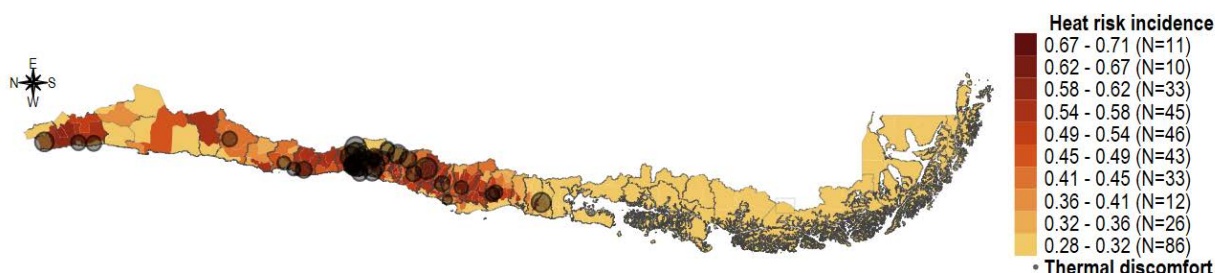 Heat risk incidence
0.67 - 0.71 (N=11)
0.62 - 0.67 (N=10)
0.58 - 0.62 (N=33)
0.54 - 0.58 (N=45)
0.49 - 0.54 (N=46)
0.45 - 0.49 (N=43)
0.41 - 0.45 (N=33)
0.36 - 0.41 (N=12)
0.32 - 0.36 (N=26)
0.28 - 0.32 (N=86)
Thermal discomfort
E
N S
W